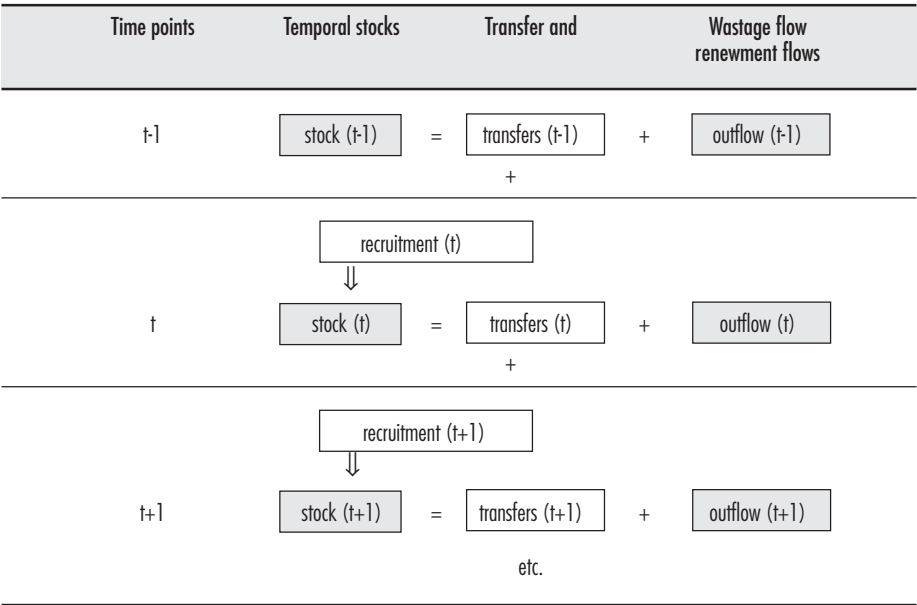 Time points Temporal stocks Transfer and Wastage flow
renewment flows
t-1 stock (t-1) = transfers (t-1) + outflow (t-1)
+
recruitment (t)
⇓
t stock (t) = transfers (t) + outflow (t)
+
recruitment (t+1)
⇓
t+1 stock (t+1) = transfers (t+1) + outflow (t+1)
etc.